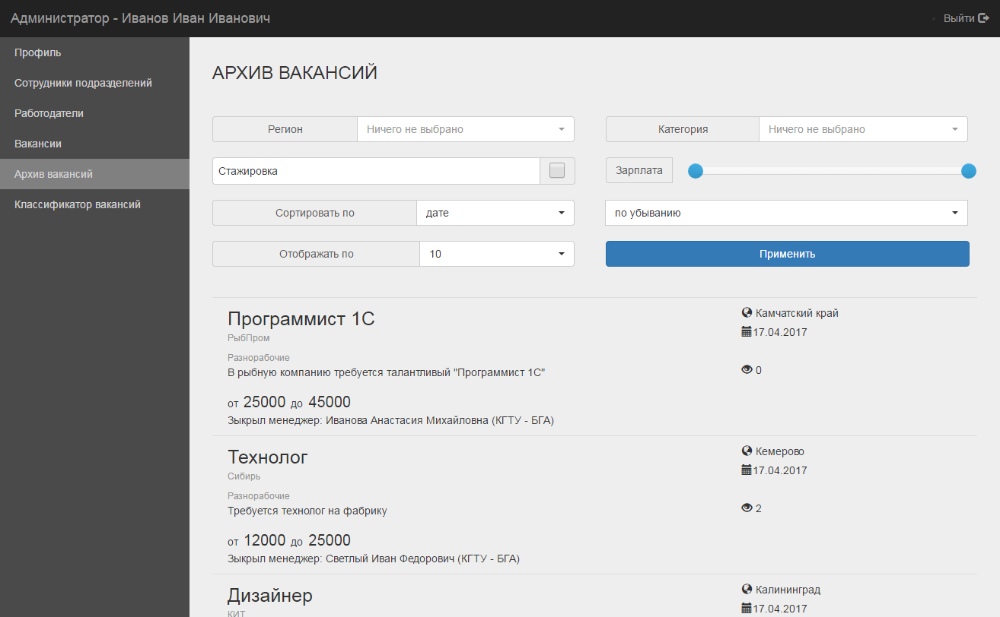 Администратор - Иванов Иван Иванович
Выйти
Профиль
Сотрудники подразделений
Работодатели
Вакансии
Архив вакансий
Классификатор вакансий
АРХИВ ВАКАНСИЙ
Регион Ничего не выбрано
Категория Ничего не выбрано
Стажировка
Зарплата
Сортировать по дате
по убыванию
Отображать по 10
Применить
Программист 1С
РыбПром
Разнорабочие
В рыбную компанию требуется талантливый "Программист 1С"
от 25000 до 45000
Зыкрыл менеджер: Иванова Анастасия Михайловна (КГТУ - БГА)
Камчатский край
17.04.2017
0
Технолог
Сибирь
Разнорабочие
Требуется технолог на фабрику
от 12000 до 25000
Зыкрыл менеджер: Светлый Иван Федорович (КГТУ - БГА)
Кемерово
17.04.2017
2
Дизайнер
КИТ
Калининград
17.04.2017